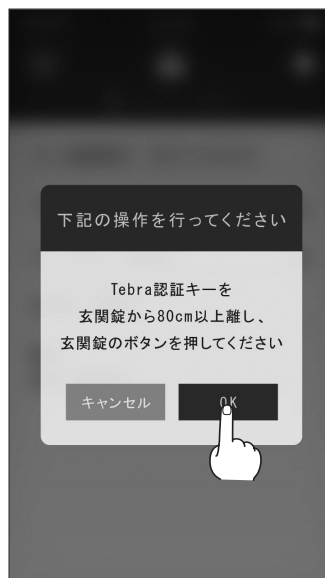 下記の操作を行ってください
Tebra認証キーを
玄関錠から80cm以上離し、
玄関錠のボタンを押してください
キャンセル
OK